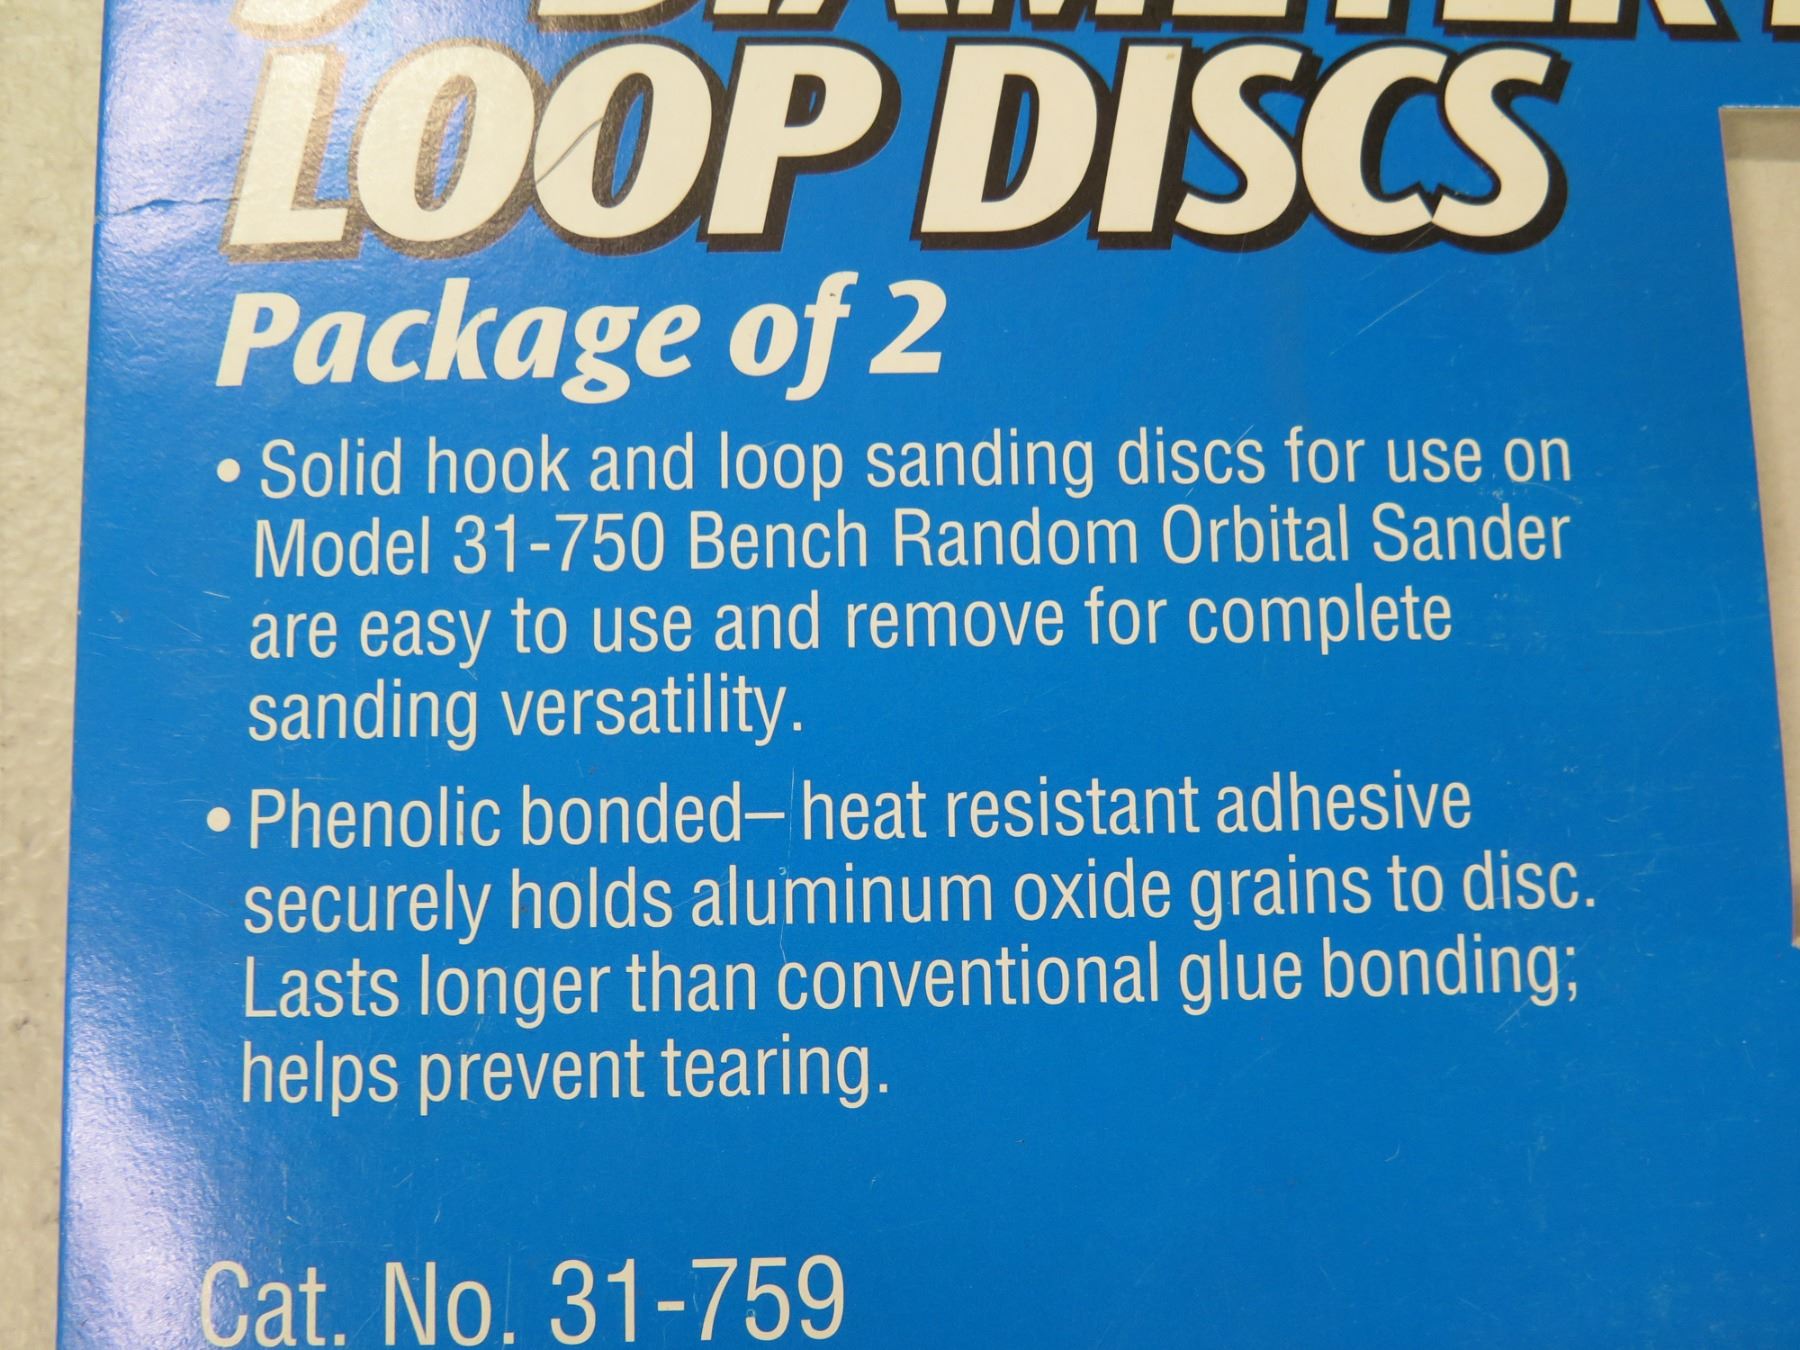 DIAMETER
LOOP DISCS
Package of 2
• Solid hook and loop sanding discs for use on
Model 31-750 Bench Random Orbital Sander
are easy to use and remove for complete
sanding versatility.
• Phenolic bonded– heat resistant adhesive
securely holds aluminum oxide grains to disc.
Lasts longer than conventional glue bonding;
helps prevent tearing.
Cat. No. 31-759